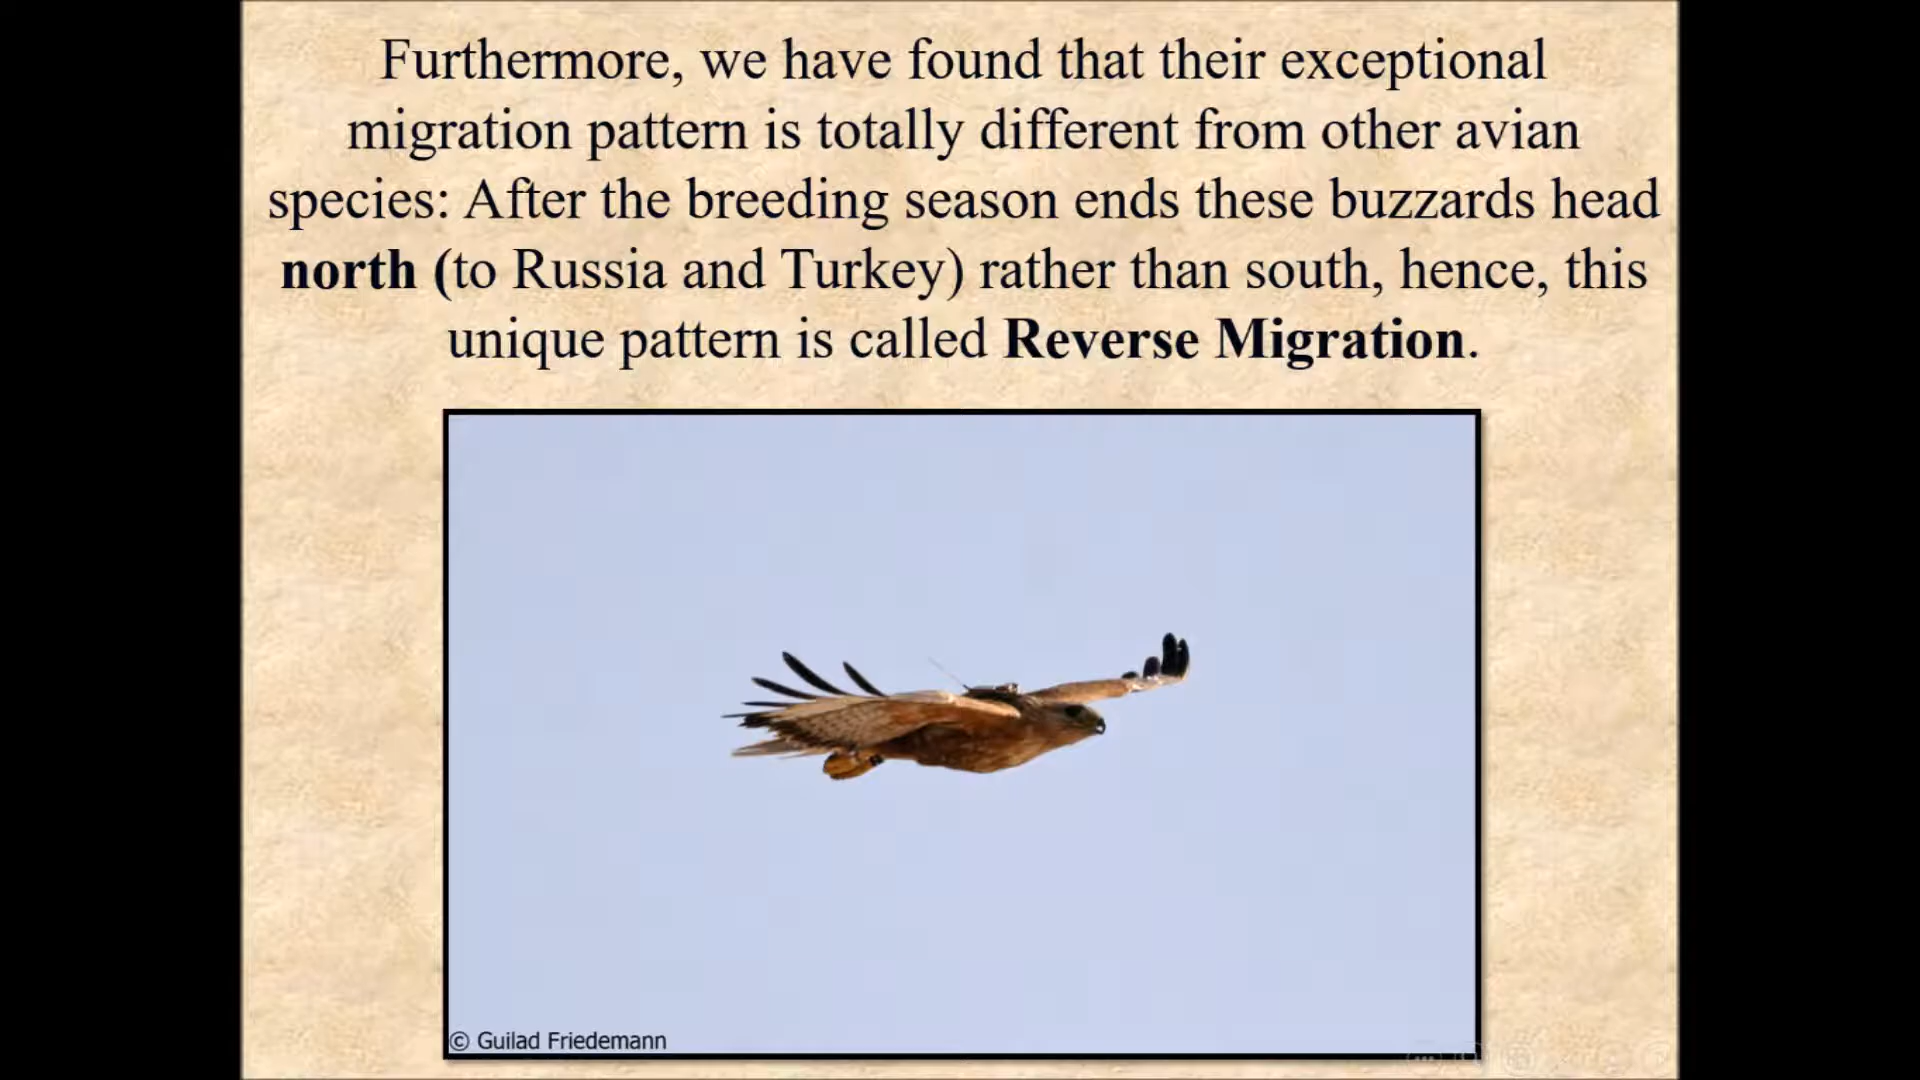 Furthermore, we have found that their exceptional
migration pattern is totally different from other avian
species: After the breeding season ends these buzzards head
north (to Russia and Turkey) rather than south, hence, this
unique pattern is called Reverse Migration.
© Guilad Friedemann